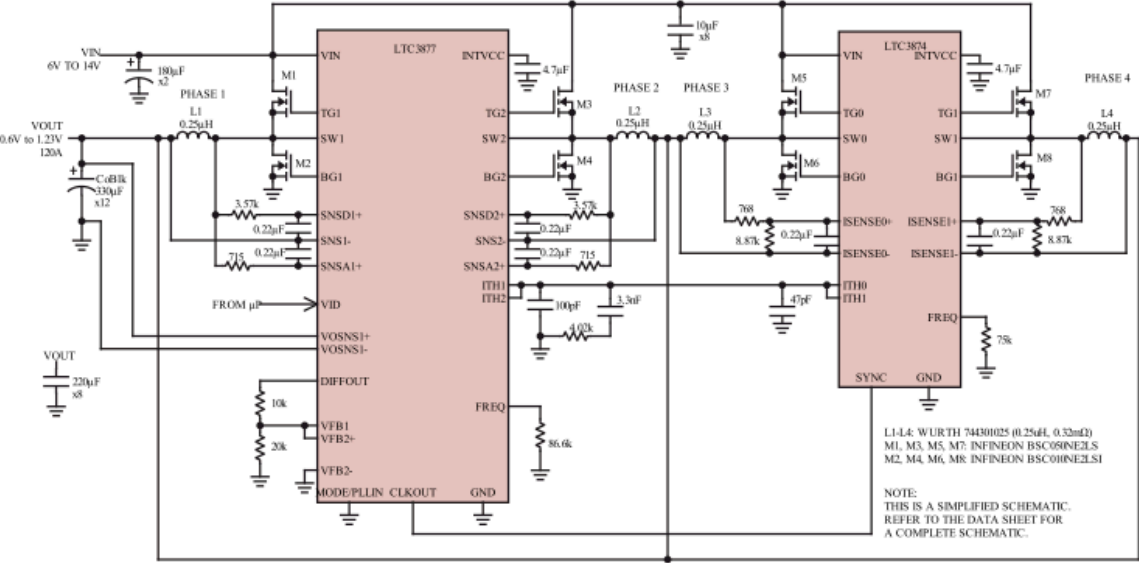 LTC3877
LTC3874
10µF
x8
VIN
6V TO 14V
180µF
x2
VIN
INTVCC
4.7µF
VIN
INTVCC
4.7µF
M1
M3
M5
M7
PHASE 1
PHASE 2
PHASE 3
PHASE 4
L1
0.25µH
L2
0.25µH
L3
0.25µH
L4
0.25µH
TG1
TG2
TG0
TG1
VOUT
0.6V to 1.23V
120A
SW1
SW2
SW0
SW1
M2
M4
M6
M8
BG1
BG2
BG0
BG1
CoBlk
330µF
x12
3.57k
SNSD1+
SNSD2+
3.57k
768
ISENSE0+
ISENSE1+
768
0.22µF
0.22µF
0.22µF
0.22µF
8.87k
8.87k
SNS1-
SNS2-
0.22µF
0.22µF
ISENSE0-
ISENSE1-
715
SNSA1+
SNSA2+
715
ITH1
ITH2
ITH0
ITH1
FROM µP
VID
100pF
3.3nF
47pF
4.02k
FREQ
75k
VOSNS1+
VOSNS1-
VOUT
220µF
x8
DIFFOUT
SYNC
GND
10k
FREQ
VFB1
VFB2+
20k
86.6k
VFB2-
MODE/PLLIN
CLKOUT
GND
L1-L4: WURTH 744301025 (0.25uH, 0.32mΩ)
M1, M3, M5, M7: INFINEON BSC050NE2LS
M2, M4, M6, M8: INFINEON BSC010NE2LSI
NOTE:
THIS IS A SIMPLIFIED SCHEMATIC.
REFER TO THE DATA SHEET FOR
A COMPLETE SCHEMATIC.